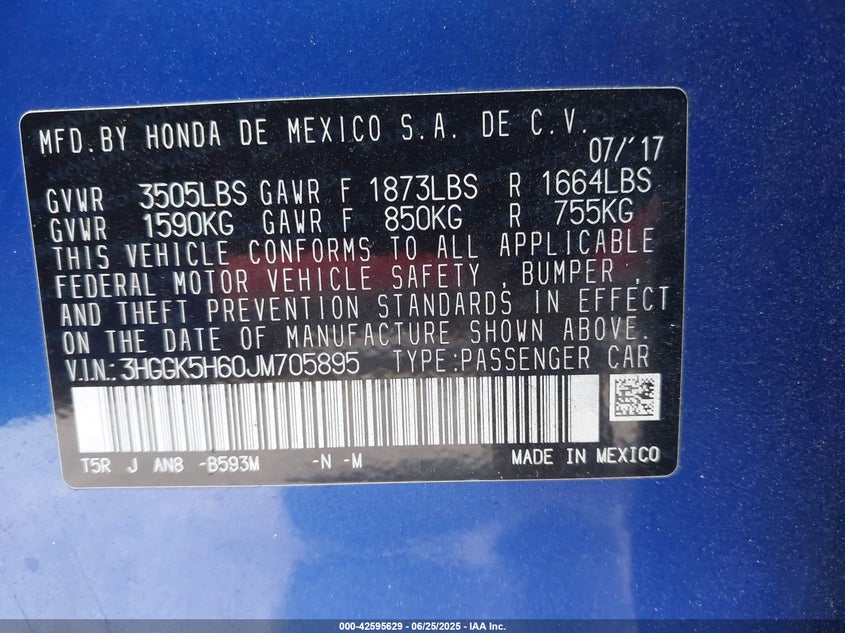 MFD.BY HONDA DE MEXICO S.A. DE C.V.
07/'17
GVWR 3505LBS GAWR F 1873LBS R 1664LBS
GVWR 1590KG GAWR F 850KG R 755KG
THIS VEHICLE CONFORMS TO ALL APPLICABLE
FEDERAL MOTOR VEHICLE SAFETY , BUMPER ,
AND THEFT PREVENTION STANDARDS IN EFFECT
ON THE DATE OF MANUFACTURE SHOWN ABOVE.
V.I.N.:3HGGK5H60JM705895 TYPE:PASSENGER CAR
T5R J AN8 -B593M -N -M MADE IN MEXICO
000-42595629 - 06/25/2025 - IAA Inc.